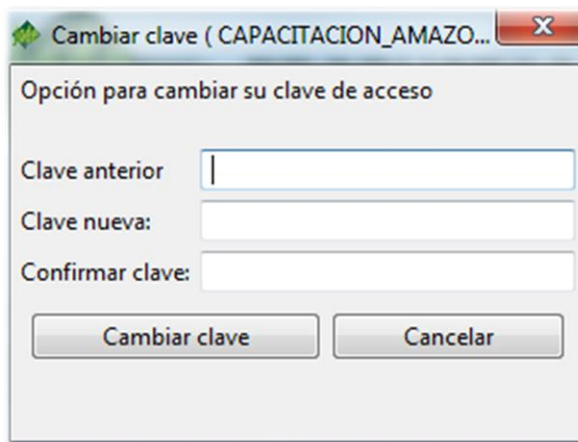 Cambiar clave ( CAPACITACION_AMAZO...
Opción para cambiar su clave de acceso
Clave anterior
Clave nueva:
Confirmar clave:
Cambiar clave Cancelar